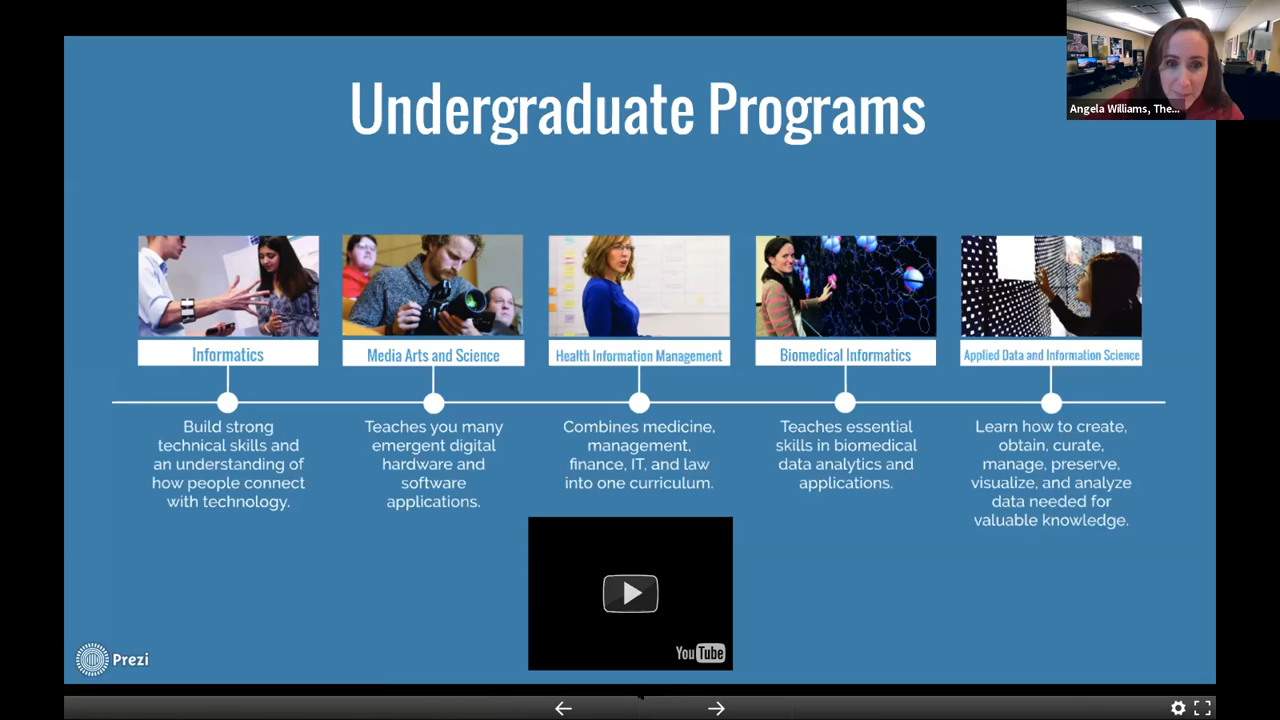 Undergraduate Programs
Angela Williams, The...
Informatics
Media Arts and Science
Health Information Management
Biomedical Informatics
Applied Data and Information Science
Build strong
technical skills and
an understanding of
how people connect
with technology.
Teaches you many
emergent digital
hardware and
software
applications.
Combines medicine,
management,
finance, IT, and law
into one curriculum.
Teaches essential
skills in biomedical
data analytics and
applications.
Learn how to create,
obtain, curate,
manage, preserve,
visualize, and analyze
data needed for
valuable knowledge.
YouTube
Prezi